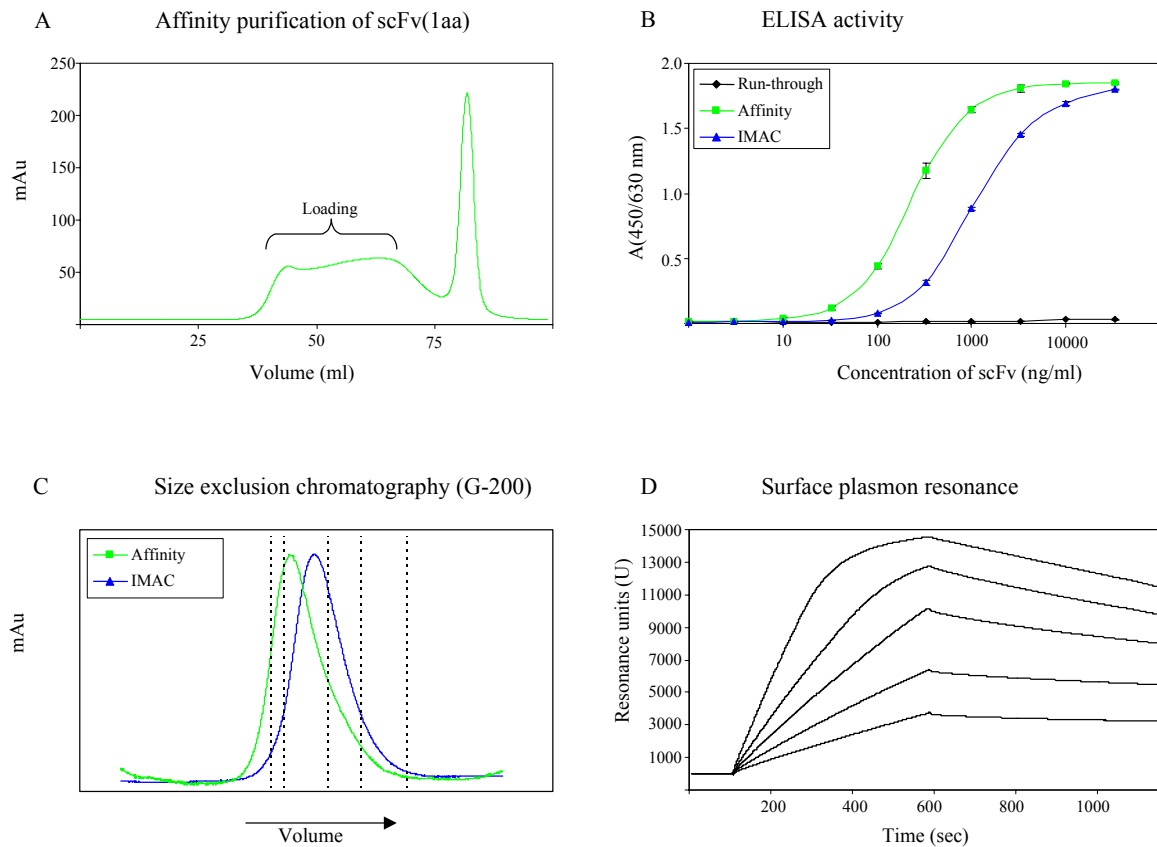 A Affinity purification of scFv(1aa)
mAu
250
200
150
100
50
Loading
25 50 75
Volume (ml)
B ELISA activity
A(450/630 nm)
2.0
1.5
1.0
0.5
Run-through
Affinity
IMAC
10 100 1000 10000
Concentration of scFv (ng/ml)
C Size exclusion chromatography (G-200)
mAu
Affinity
IMAC
Volume
D Surface plasmon resonance
Resonance units (U)
15000
13000
11000
9000
7000
5000
3000
1000
200 400 600 800 1000
Time (sec)